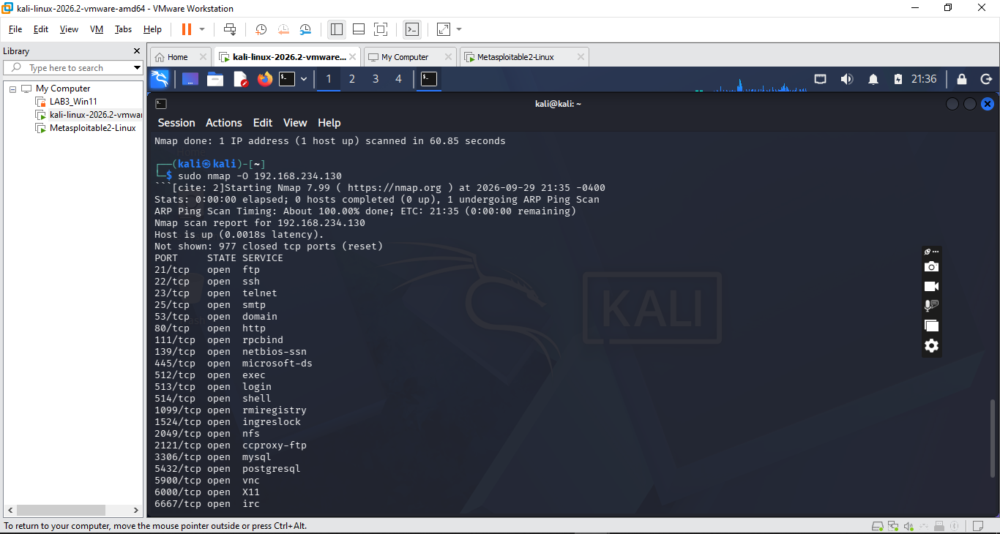 kali-linux-2026.2-vmware-amd64 - VMware Workstation
File Edit View VM Tabs Help
Library
Type here to search
My Computer
LAB3_Win11
kali-linux-2026.2-vmwar
Metasploitable2-Linux
Home
kali-linux-2026.2-vmware...
My Computer
Metasploitable2-Linux
1 2 3 4
21:36
kali@kali: ~
Session Actions Edit View Help
Nmap done: 1 IP address (1 host up) scanned in 60.85 seconds
┌──(kali㉿kali)-[~]
└─$ sudo nmap -O 192.168.234.130
```[cite: 2]Starting Nmap 7.99 ( https://nmap.org ) at 2026-09-29 21:35 -0400
Stats: 0:00:00 elapsed; 0 hosts completed (0 up), 1 undergoing ARP Ping Scan
ARP Ping Scan Timing: About 100.00% done; ETC: 21:35 (0:00:00 remaining)
Nmap scan report for 192.168.234.130
Host is up (0.0018s latency).
Not shown: 977 closed tcp ports (reset)
PORT     STATE SERVICE
21/tcp   open  ftp
22/tcp   open  ssh
23/tcp   open  telnet
25/tcp   open  smtp
53/tcp   open  domain
80/tcp   open  http
111/tcp  open  rpcbind
139/tcp  open  netbios-ssn
445/tcp  open  microsoft-ds
512/tcp  open  exec
513/tcp  open  login
514/tcp  open  shell
1099/tcp open  rmiregistry
1524/tcp open  ingreslock
2049/tcp open  nfs
2121/tcp open  ccproxy-ftp
3306/tcp open  mysql
5432/tcp open  postgresql
5900/tcp open  vnc
6000/tcp open  X11
6667/tcp open  irc
KALI
To return to your computer, move the mouse pointer outside or press Ctrl+Alt.